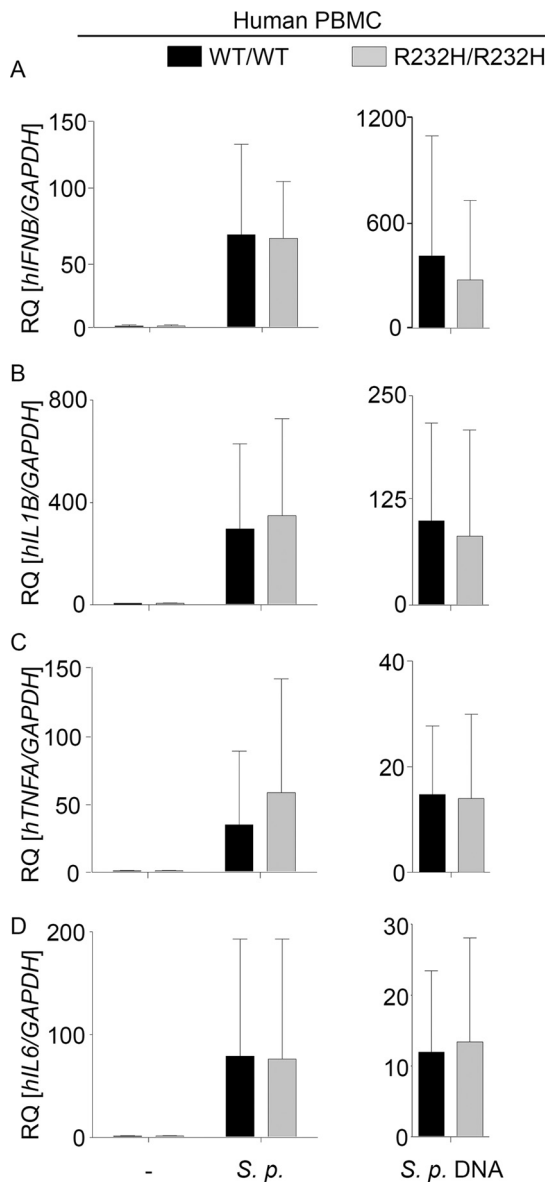 Human PBMC
WT/WT R232H/R232H
A
RQ [hIFNB/GAPDH]
150
100
50
0
1200
600
0
B
RQ [hIL1B/GAPDH]
800
400
0
250
125
0
C
RQ [hTNFA/GAPDH]
150
100
50
0
40
20
0
D
RQ [hIL6/GAPDH]
200
100
0
30
20
10
0
- S. p. S. p. DNA